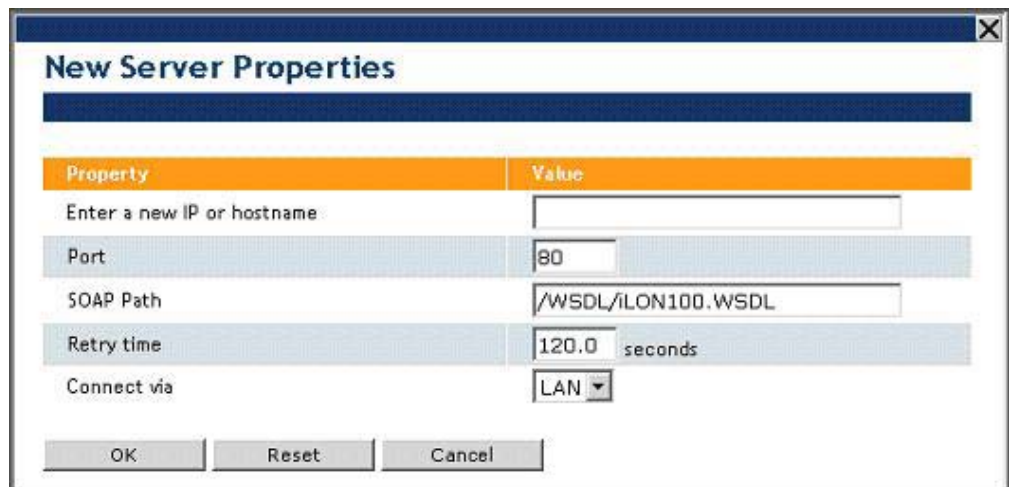 New Server Properties
Property Value
Enter a new IP or hostname
Port 80
SOAP Path /WSDL/iLON100.WSDL
Retry time 120.0 seconds
Connect via LAN
OK Reset Cancel